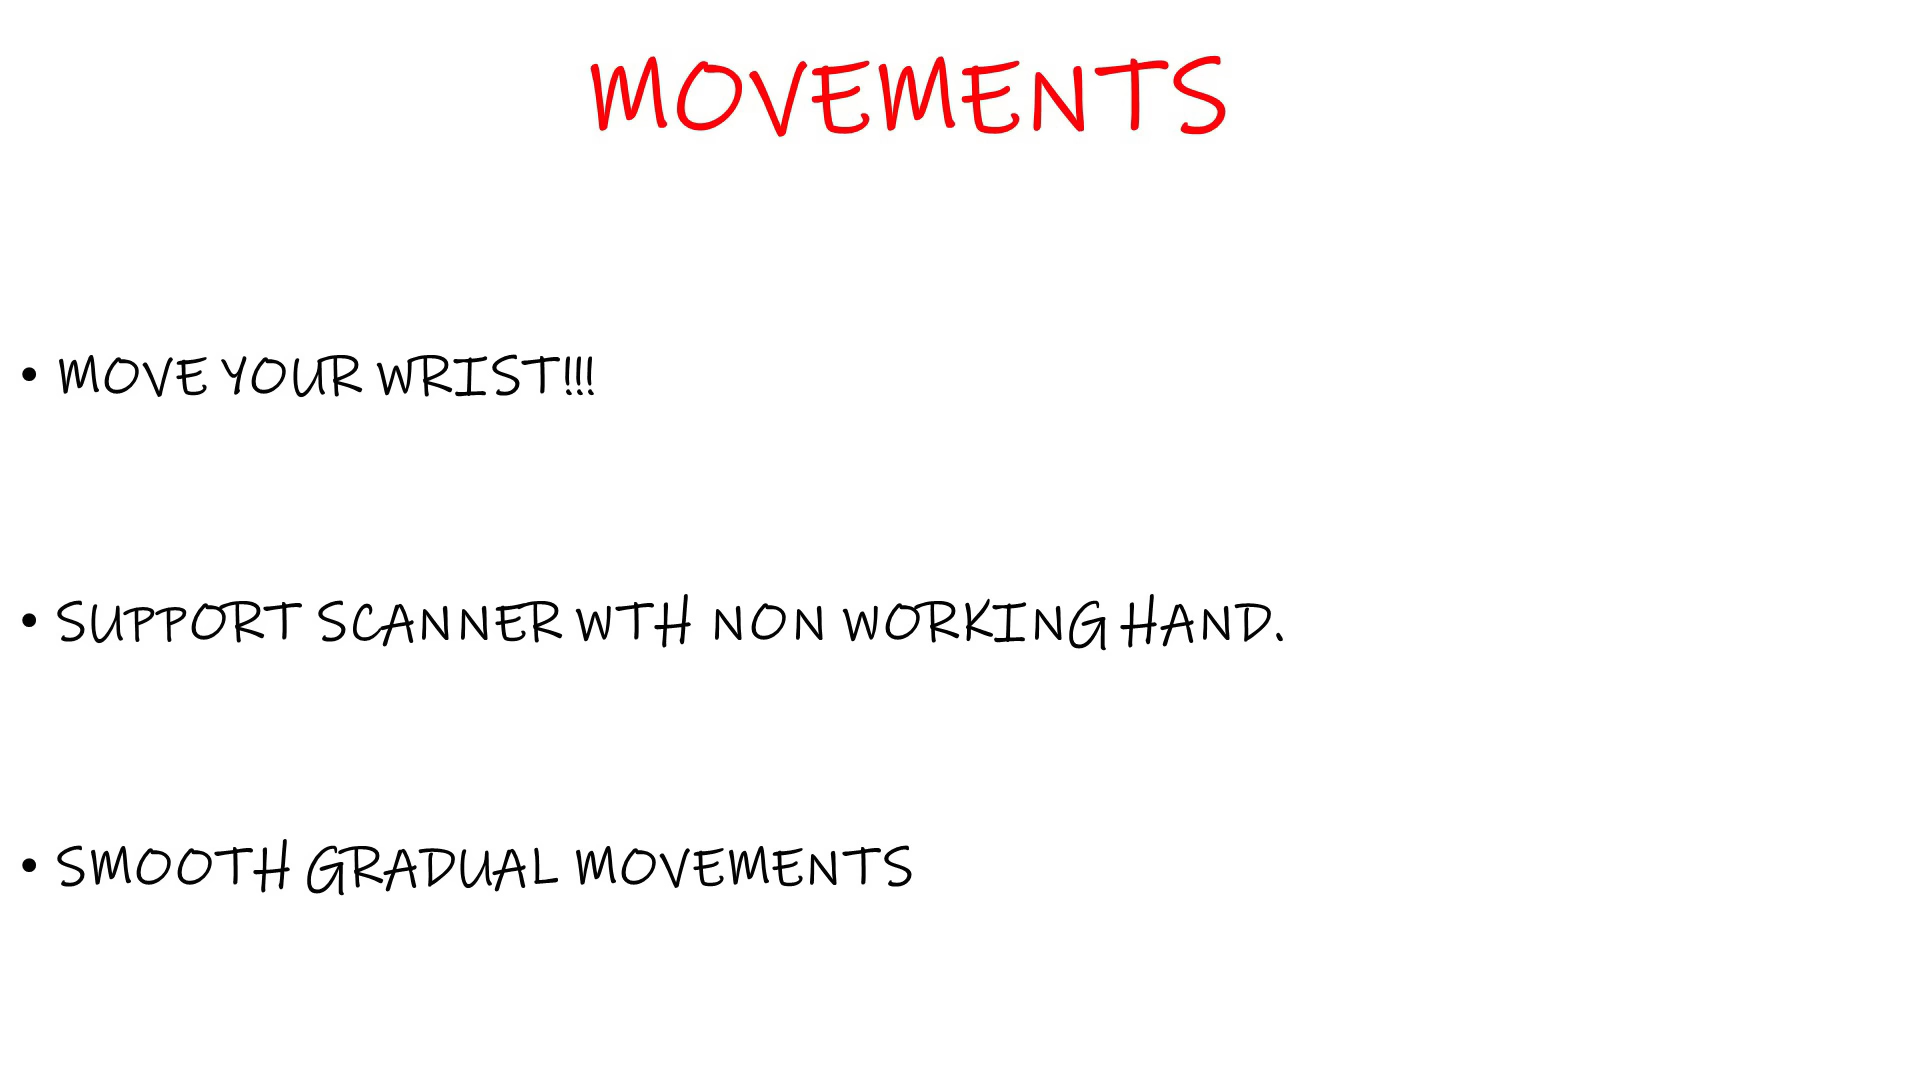 MOVEMENTS
• MOVE YOUR WRIST!!!
• SUPPORT SCANNER WTH NON WORKING HAND.
• SMOOTH GRADUAL MOVEMENTS